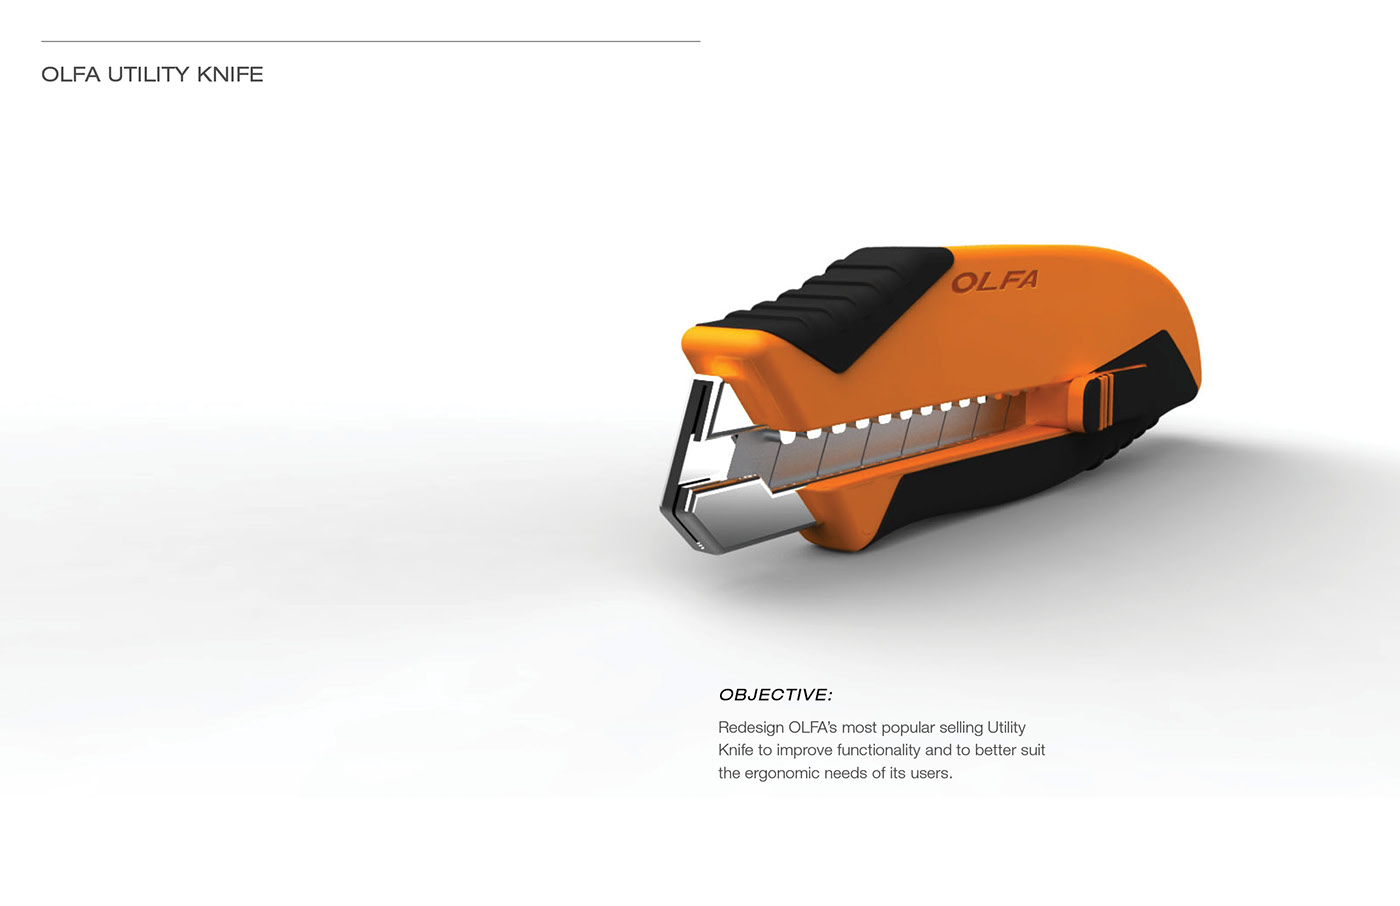 OLFA UTILITY KNIFE
OLFA
OBJECTIVE:
Redesign OLFA’s most popular selling Utility
Knife to improve functionality and to better suit
the ergonomic needs of its users.